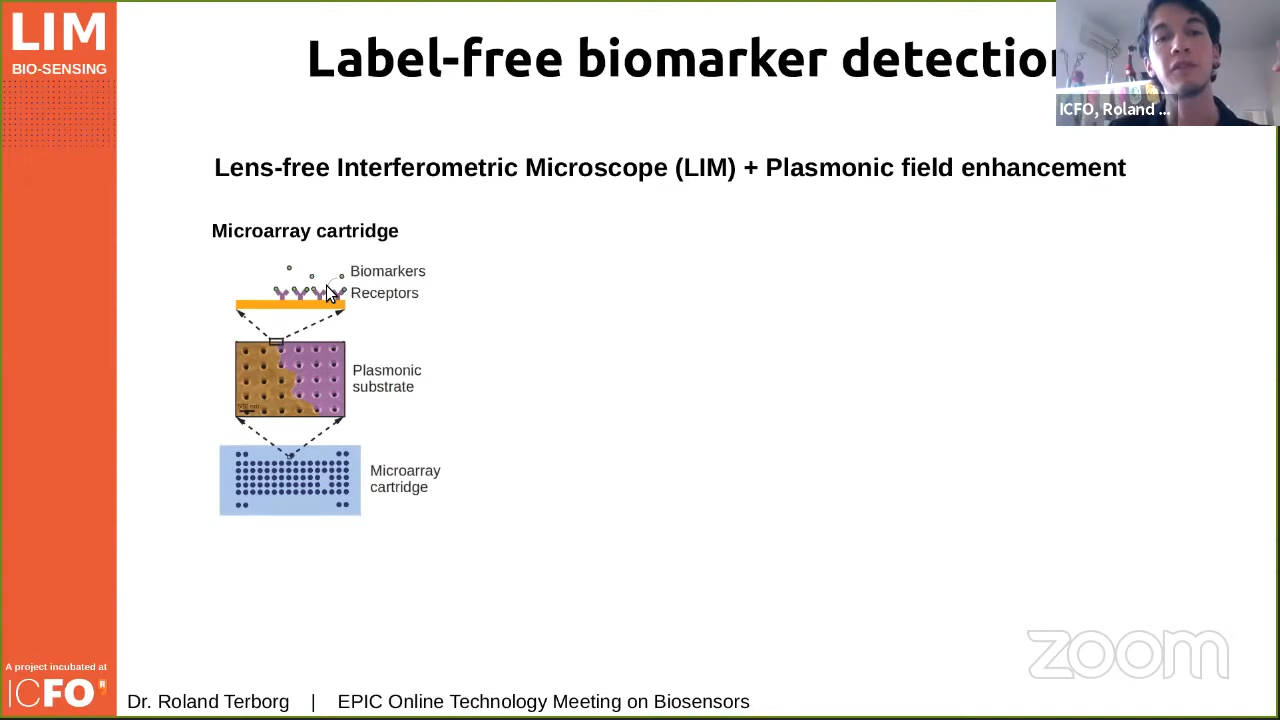 LIM
BIO-SENSING
Label-free biomarker detectio
ICFO, Roland ...
Lens-free Interferometric Microscope (LIM) + Plasmonic field enhancement
Microarray cartridge
Biomarkers
Receptors
Plasmonic
substrate
Microarray
cartridge
zoom
A project incubated at
ICFO
Dr. Roland Terborg | EPIC Online Technology Meeting on Biosensors